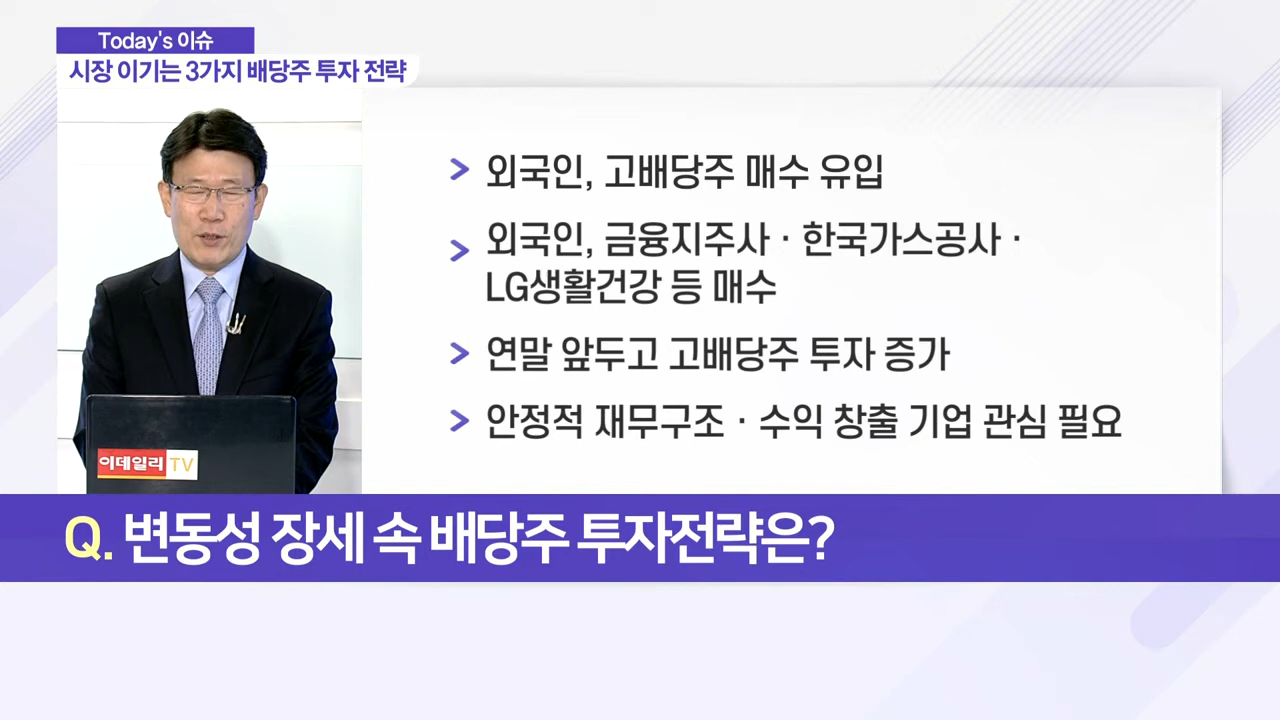 Today's 이슈
시장 이기는 3가지 배당주 투자 전략
> 외국인, 고배당주 매수 유입
> 외국인, 금융지주사 · 한국가스공사 ·
LG생활건강 등 매수
> 연말 앞두고 고배당주 투자 증가
> 안정적 재무구조 · 수익 창출 기업 관심 필요
이데일리 TV
Q. 변동성 장세 속 배당주 투자전략은?